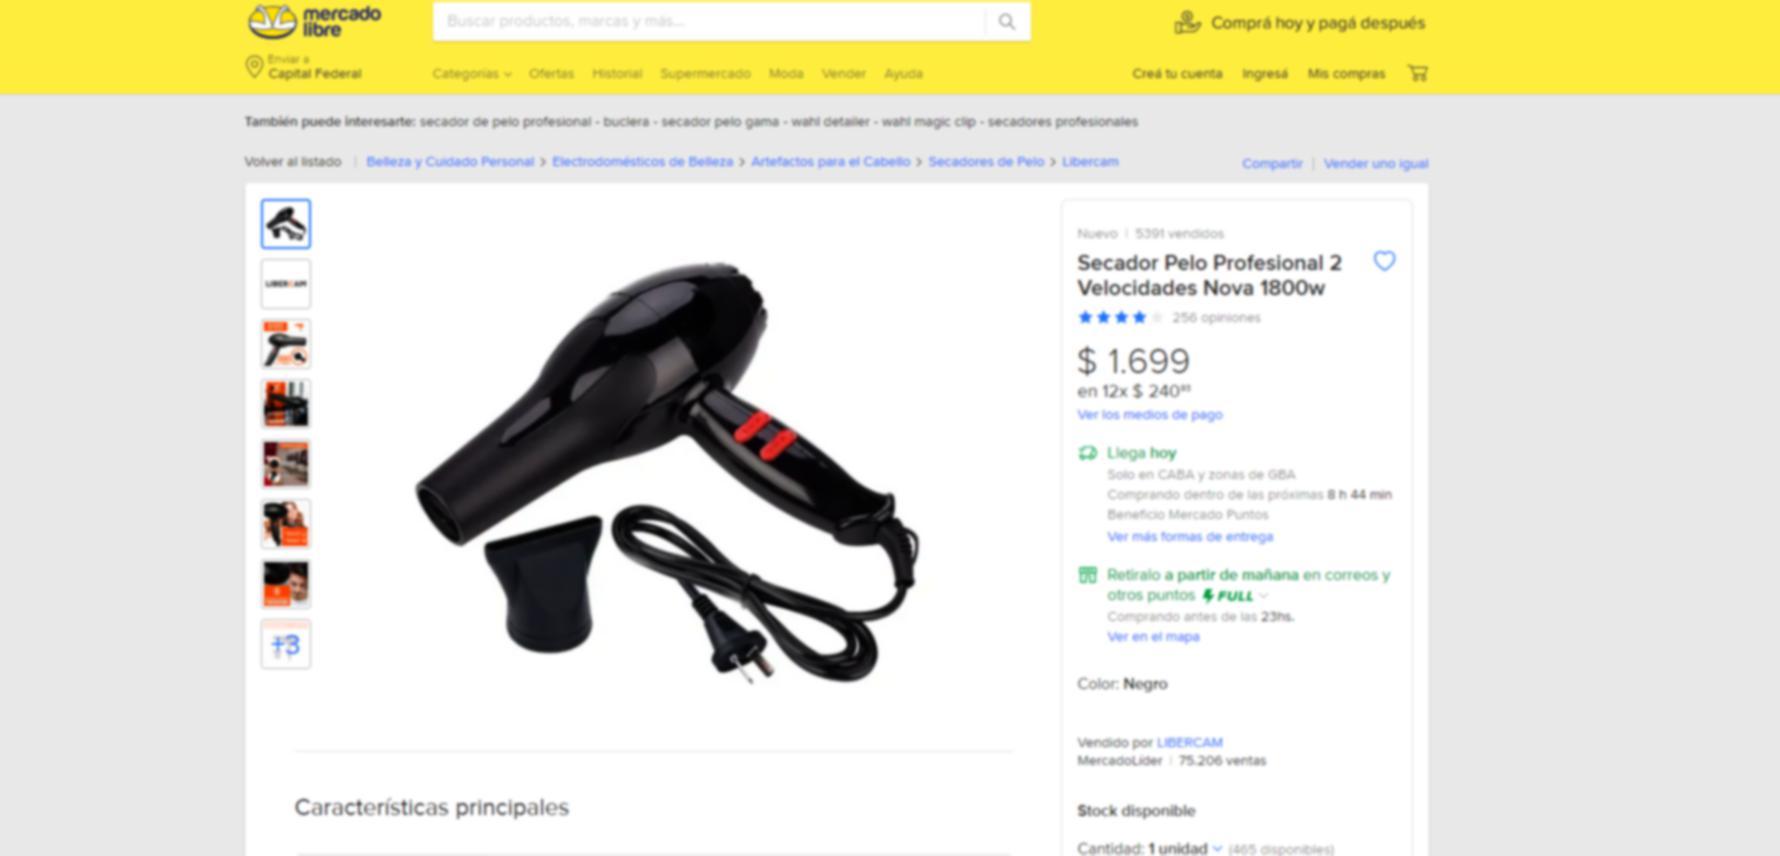 mercado
libre
Buscar productos, marcas y más...
Comprá hoy y pagá después
Enviar a
Capital Federal
Categorías Ofertas Historial Supermercado Moda Vender Ayuda
Creá tu cuenta Ingresá Mis compras
También puede interesarte: secador de pelo profesional - buclera - secador pelo gama - wahl detailer - wahl magic clip - secadores profesionales
Volver al listado | Belleza y Cuidado Personal > Electrodomésticos de Belleza > Artefactos para el Cabello > Secadores de Pelo > Libercam
Compartir | Vender uno igual
LIBERCAM
+3
Nuevo | 5391 vendidos
Secador Pelo Profesional 2
Velocidades Nova 1800w
256 opiniones
$ 1.699
en 12x $ 240
Ver los medios de pago
Llega hoy
Solo en CABA y zonas de GBA
Comprando dentro de las próximas 8 h 44 min
Beneficio Mercado Puntos
Ver más formas de entrega
Retiralo a partir de mañana en correos y
otros puntos FULL
Comprando antes de las 23hs.
Ver en el mapa
Color: Negro
Vendido por LIBERCAM
MercadoLíder | 75.206 ventas
Stock disponible
Cantidad: 1 unidad (465 disponibles)
Características principales